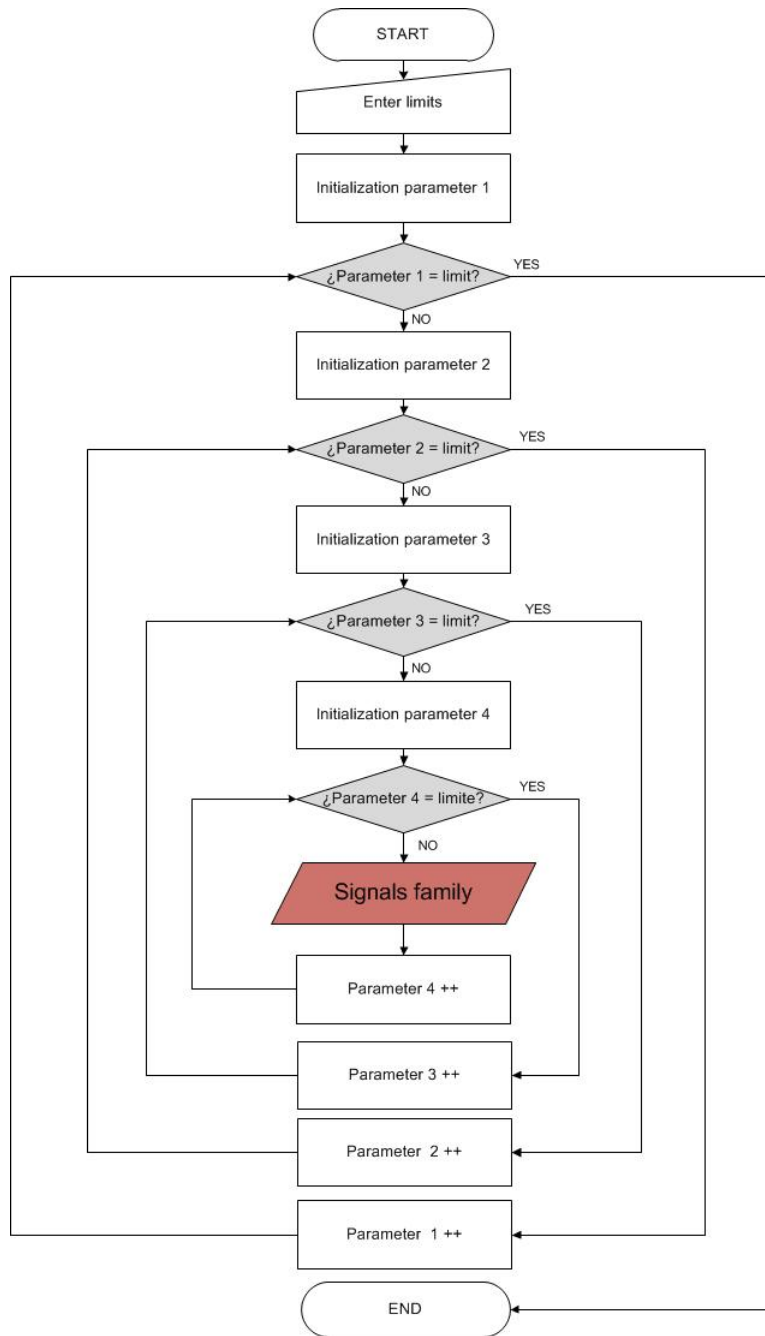 START
Enter limits
Initialization parameter 1
¿Parameter 1 = limit?
YES
NO
Initialization parameter 2
¿Parameter 2 = limit?
YES
NO
Initialization parameter 3
¿Parameter 3 = limit?
YES
NO
Initialization parameter 4
¿Parameter 4 = limite?
YES
NO
Signals family
Parameter 4 ++
Parameter 3 ++
Parameter 2 ++
Parameter 1 ++
END